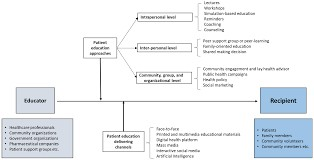 Intrapersonal level
Lectures
Workshops
Simulation-based education
Reminders
Coaching
Counseling
Patient
education
approaches
Inter-personal level
Peer support group or peer-learning
Family-oriented education
Shared making decision
Community, group, and
organizational level
Community engagement and lay health advisor
Public health campaigns
Health policy
Social marketing
Educator
Recipient
• Healthcare professionals
• Community organizations
• Government organizations
• Pharmaceutical companies
• Patient support groups etc.
Patient education
delivering
channels
Face-to-face
Printed and multimedia educational materials
Digital health platform
Mass media
Interactive social media
Artificial Intelligence
• Patients
• Family members
• Community volunteers
• Community members etc.